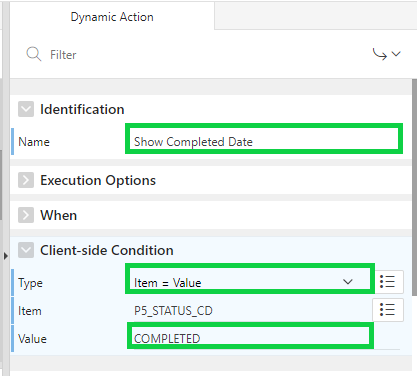 Dynamic Action
Filter
Identification
Name Show Completed Date
Execution Options
When
Client-side Condition
Type Item = Value
Item P5_STATUS_CD
Value COMPLETED